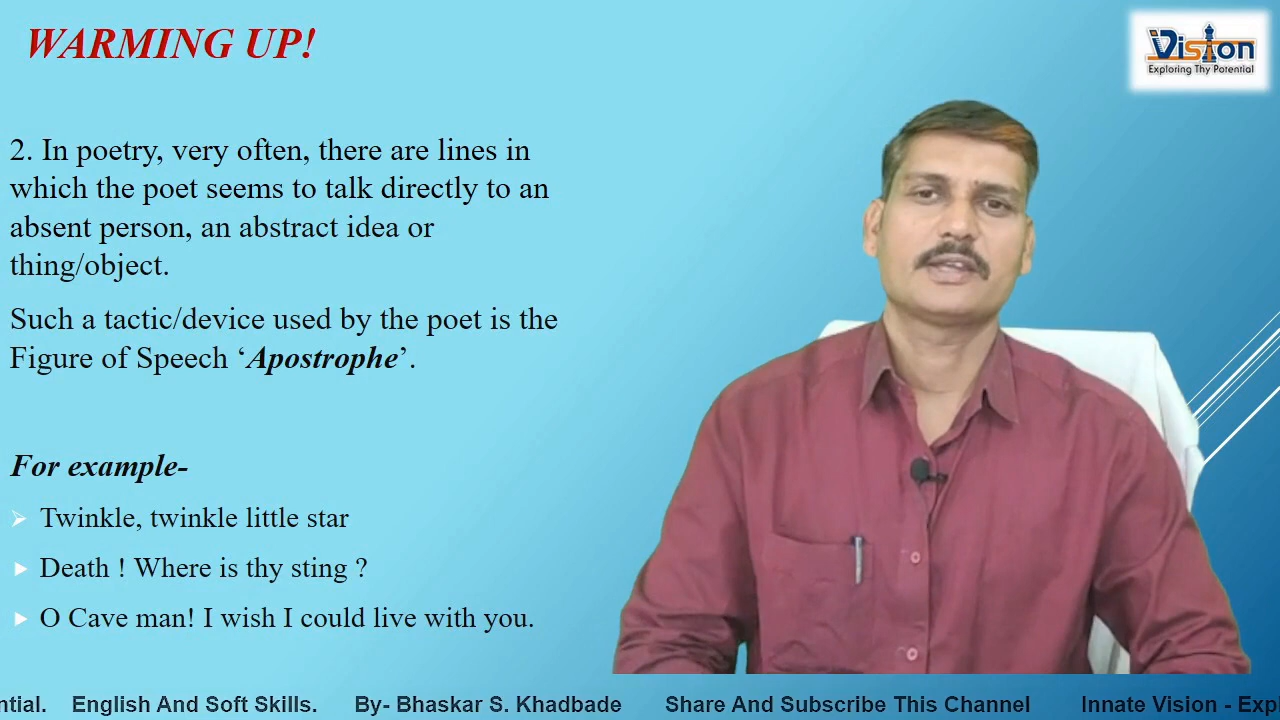 WARMING UP!
Vision
Exploring Thy Potential
2. In poetry, very often, there are lines in
which the poet seems to talk directly to an
absent person, an abstract idea or
thing/object.
Such a tactic/device used by the poet is the
Figure of Speech ‘Apostrophe’.
For example-
Twinkle, twinkle little star
Death ! Where is thy sting ?
O Cave man! I wish I could live with you.
ntial. English And Soft Skills. By- Bhaskar S. Khadbade Share And Subscribe This Channel Innate Vision - Exp